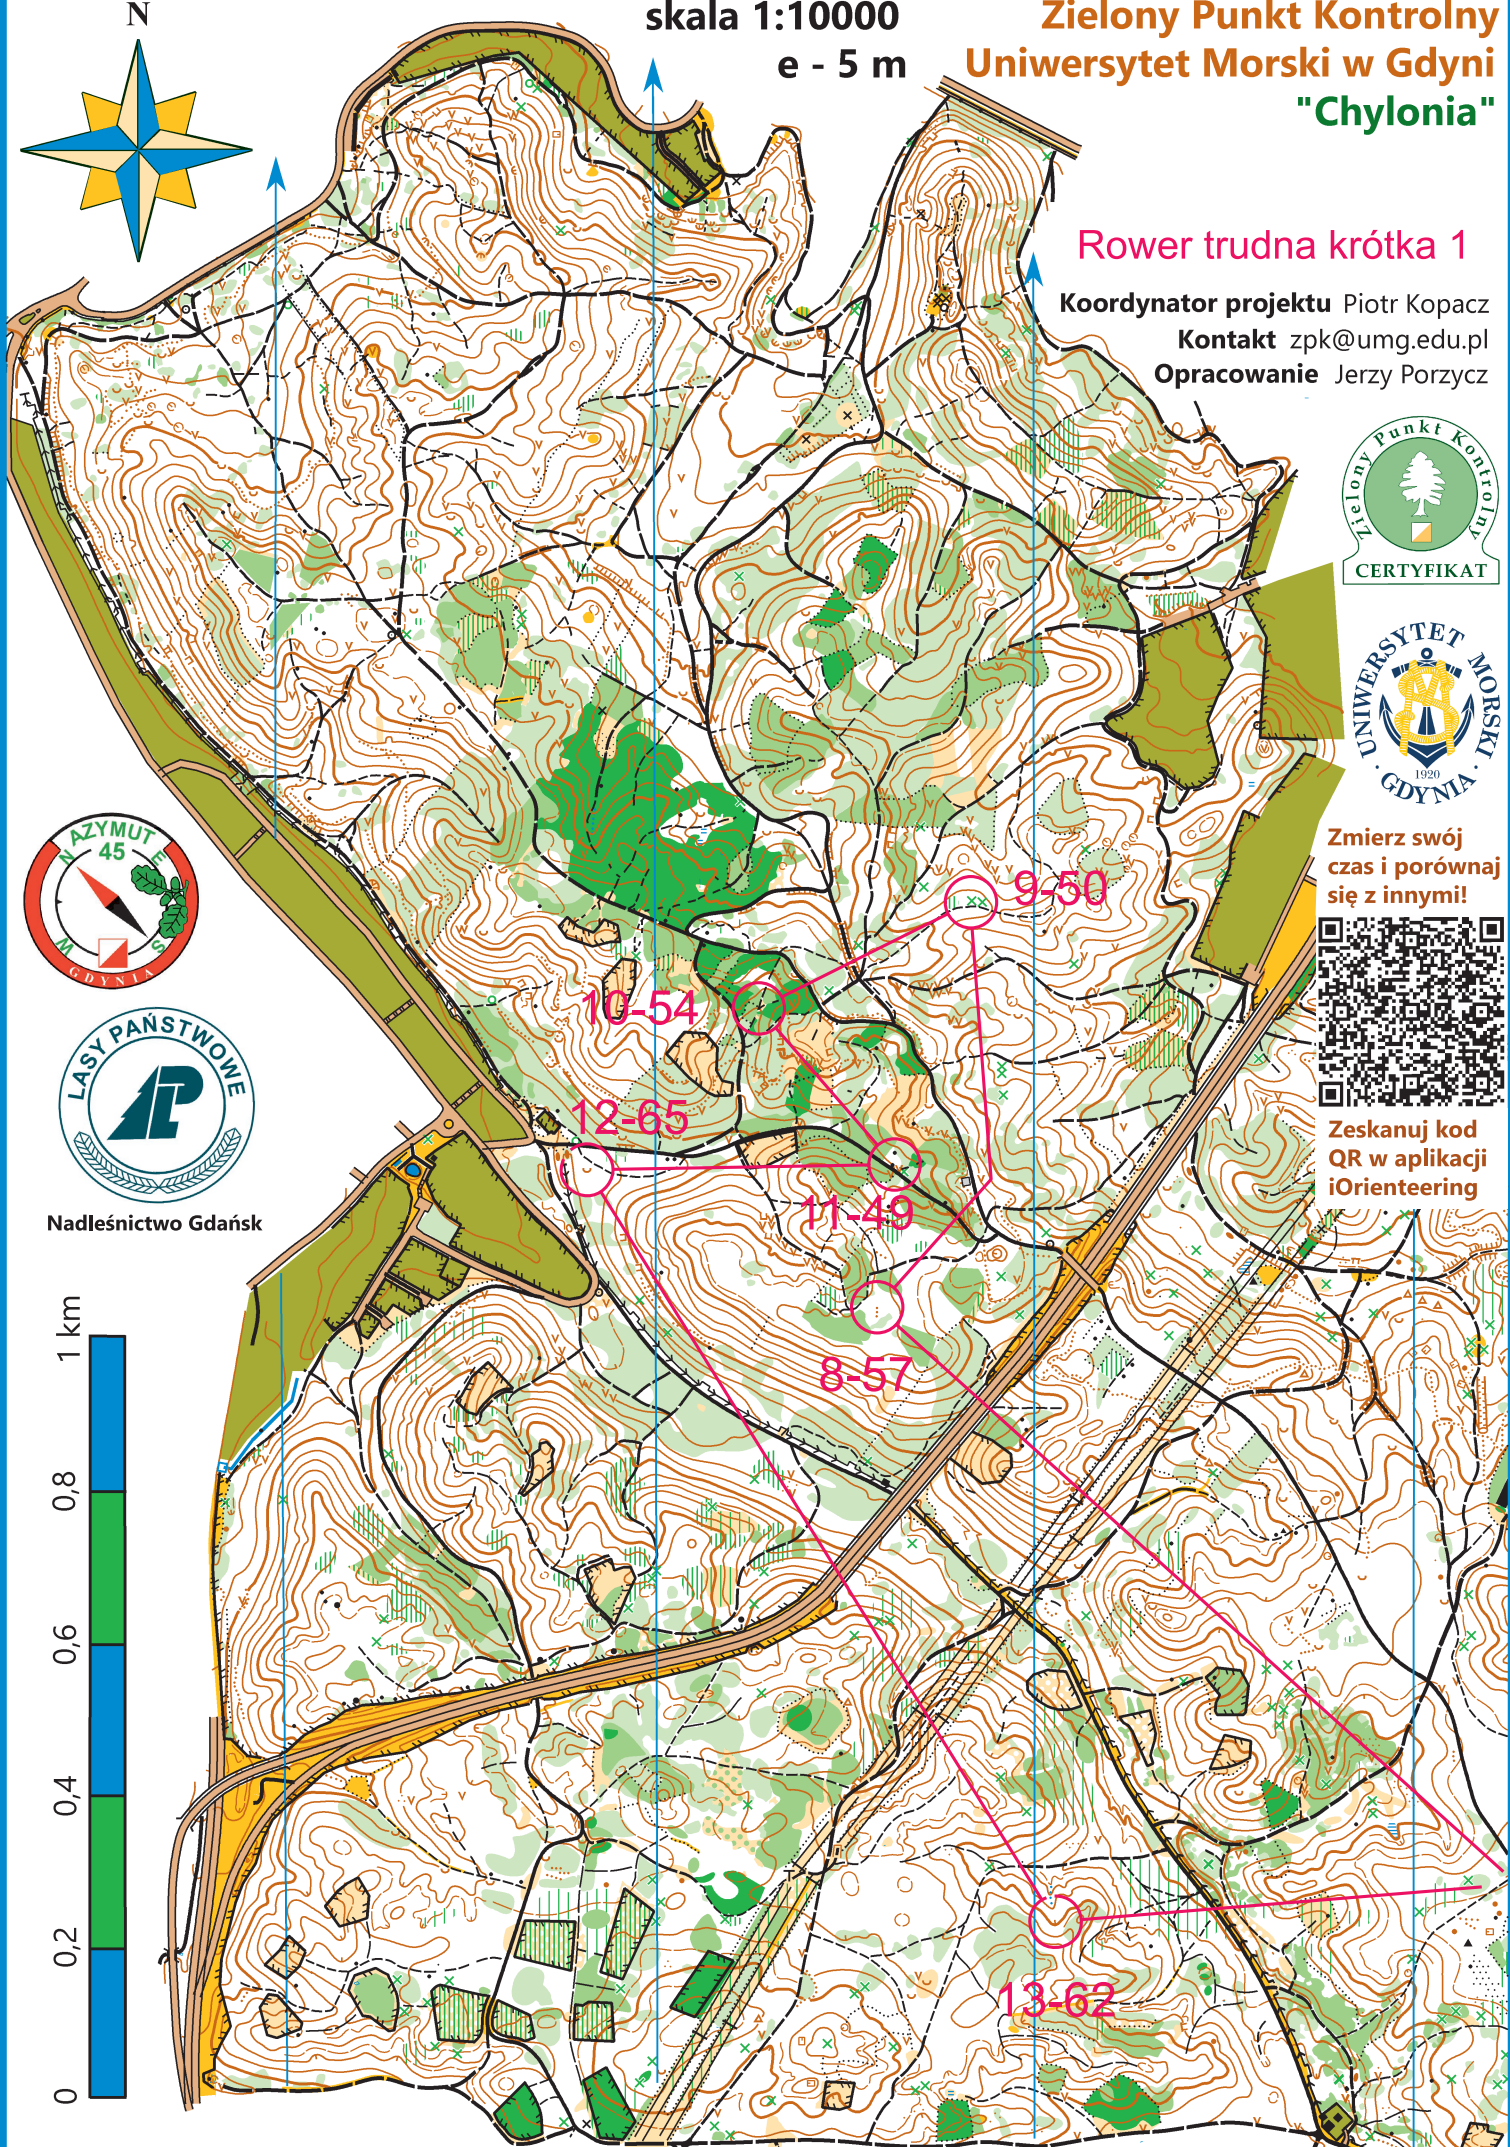 N
skala 1:10000
e - 5 m
Zielony Punkt Kontrolny
Uniwersytet Morski w Gdyni
"Chylonia"
Rower trudna krótka 1
Koordynator projektu Piotr Kopacz
Kontakt zpk@umg.edu.pl
Opracowanie Jerzy Porzycz
Zielony Punkt Kontrolny
CERTYFIKAT
UNIWERSYTET MORSKI
1920
· GDYNIA ·
Zmierz swój
czas i porównaj
się z innymi!
Zeskanuj kod
QR w aplikacji
iOrienteering
AZYMUT
45
N
E
W
S
GDYNIA
LASY PAŃSTWOWE
LP
Nadleśnictwo Gdańsk
9-50
10-54
12-65
11-49
8-57
13-62
1 km
0,8
0,6
0,4
0,2
0